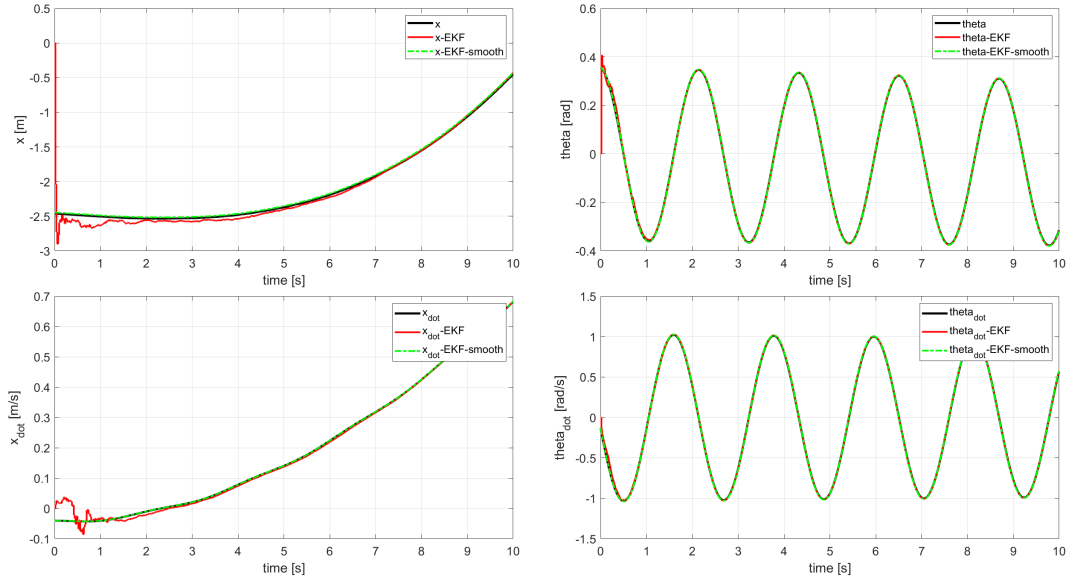 x
x-EKF
x-EKF-smooth
0
-0.5
-1
-1.5
-2
-2.5
-3
x [m]
0 1 2 3 4 5 6 7 8 9 10
time [s]
theta
theta-EKF
theta-EKF-smooth
0.6
0.4
0.2
0
-0.2
-0.4
theta [rad]
0 1 2 3 4 5 6 7 8 9 10
time [s]
x_dot
x_dot-EKF
x_dot-EKF-smooth
0.7
0.6
0.5
0.4
0.3
0.2
0.1
0
-0.1
x_dot [m/s]
0 1 2 3 4 5 6 7 8 9 10
time [s]
theta_dot
theta_dot-EKF
theta_dot-EKF-smooth
1.5
1
0.5
0
-0.5
-1
-1.5
theta_dot [rad/s]
0 1 2 3 4 5 6 7 8 9 10
time [s]